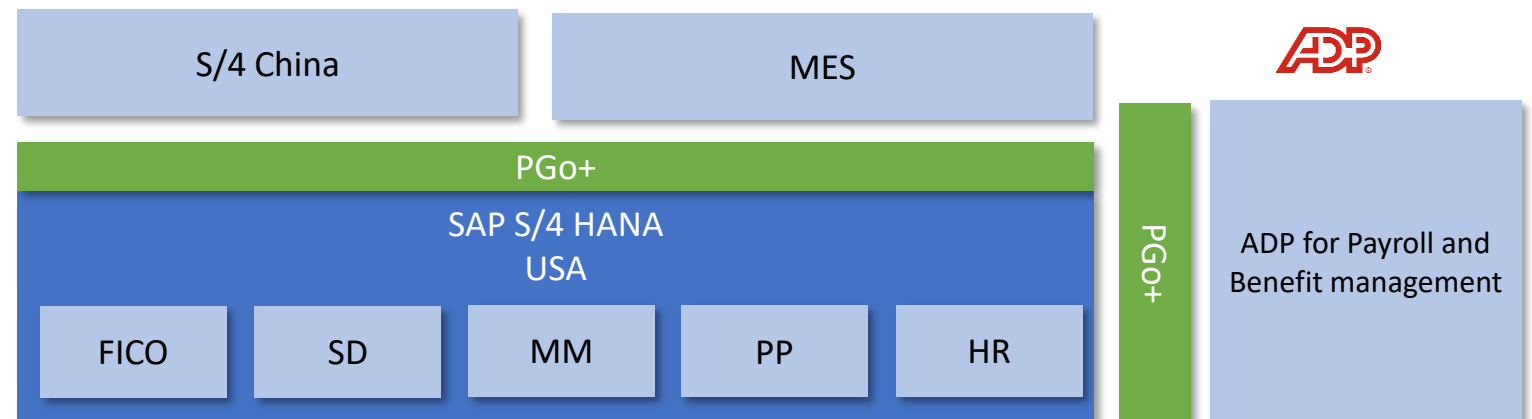 S/4 China
MES
ADP
PGo+
SAP S/4 HANA
USA
FICO
SD
MM
PP
HR
PGo+
ADP for Payroll and
Benefit management